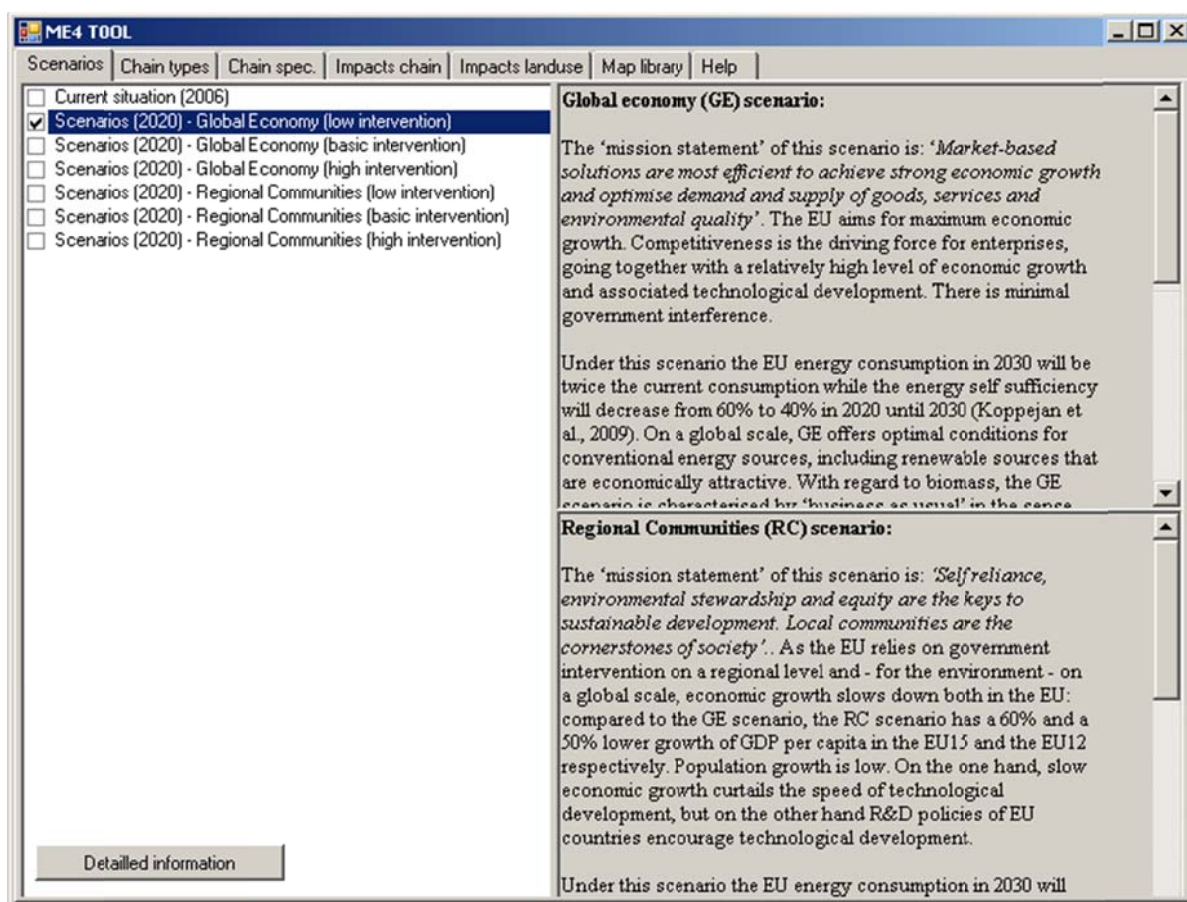 ME4 TOOL
Scenarios Chain types Chain spec. Impacts chain Impacts landuse Map library Help
Current situation (2006)
Scenarios (2020) - Global Economy (low intervention)
Scenarios (2020) - Global Economy (basic intervention)
Scenarios (2020) - Global Economy (high intervention)
Scenarios (2020) - Regional Communities (low intervention)
Scenarios (2020) - Regional Communities (basic intervention)
Scenarios (2020) - Regional Communities (high intervention)
Detailled information
Global economy (GE) scenario:
The ‘mission statement’ of this scenario is: ‘Market-based
solutions are most efficient to achieve strong economic growth
and optimise demand and supply of goods, services and
environmental quality’. The EU aims for maximum economic
growth. Competitiveness is the driving force for enterprises,
going together with a relatively high level of economic growth
and associated technological development. There is minimal
government interference.
Under this scenario the EU energy consumption in 2030 will be
twice the current consumption while the energy self sufficiency
will decrease from 60% to 40% in 2020 until 2030 (Koppejan et
al., 2009). On a global scale, GE offers optimal conditions for
conventional energy sources, including renewable sources that
are economically attractive. With regard to biomass, the GE
scenario is characterised by ‘business as usual’ in the sense
Regional Communities (RC) scenario:
The ‘mission statement’ of this scenario is: ‘Self reliance,
environmental stewardship and equity are the keys to
sustainable development. Local communities are the
cornerstones of society’.. As the EU relies on government
intervention on a regional level and - for the environment - on
a global scale, economic growth slows down both in the EU:
compared to the GE scenario, the RC scenario has a 60% and a
50% lower growth of GDP per capita in the EU15 and the EU12
respectively. Population growth is low. On the one hand, slow
economic growth curtails the speed of technological
development, but on the other hand R&D policies of EU
countries encourage technological development.
Under this scenario the EU energy consumption in 2030 will